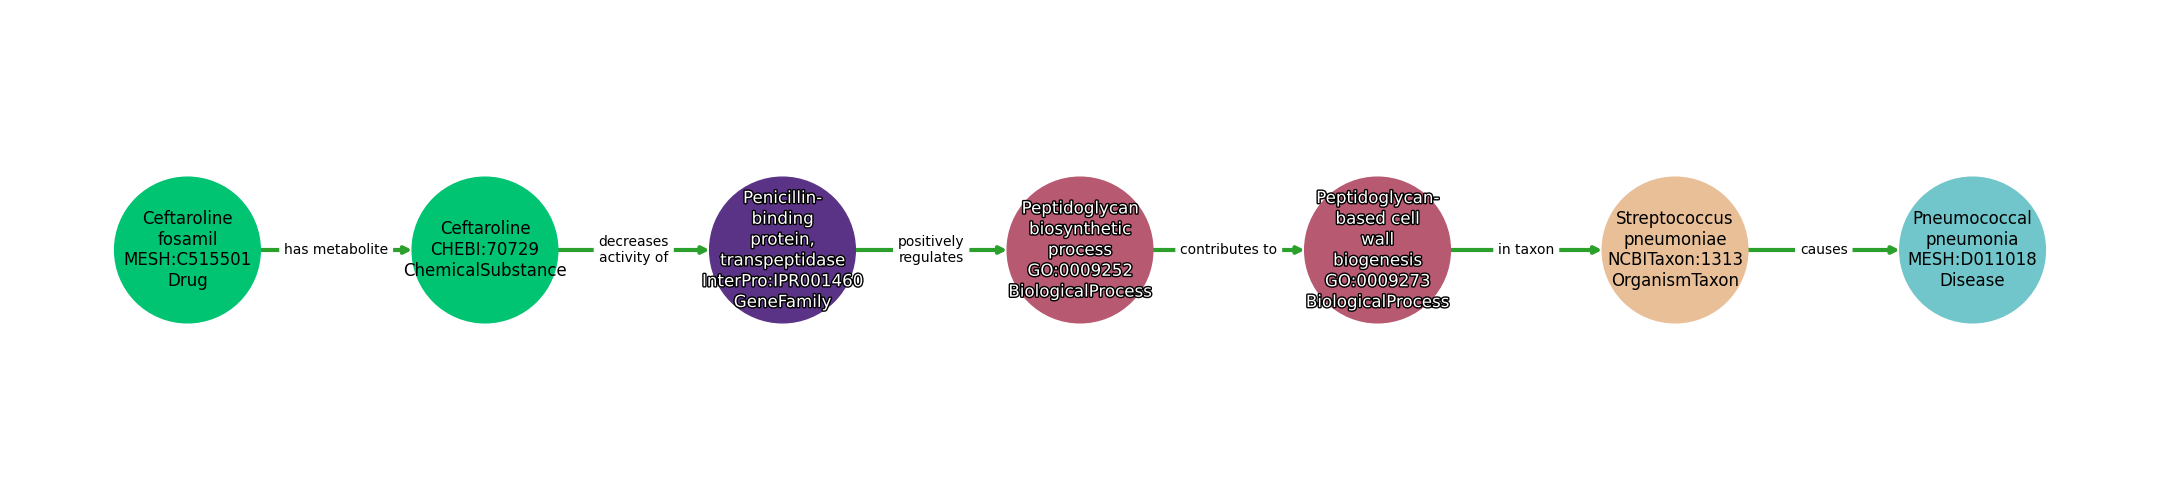 Ceftaroline
fosamil
MESH:C515501
Drug
has metabolite
Ceftaroline
CHEBI:70729
ChemicalSubstance
decreases
activity of
Penicillin-
binding
protein,
transpeptidase
InterPro:IPR001460
GeneFamily
positively
regulates
Peptidoglycan
biosynthetic
process
GO:0009252
BiologicalProcess
contributes to
Peptidoglycan-
based cell
wall
biogenesis
GO:0009273
BiologicalProcess
in taxon
Streptococcus
pneumoniae
NCBITaxon:1313
OrganismTaxon
causes
Pneumococcal
pneumonia
MESH:D011018
Disease